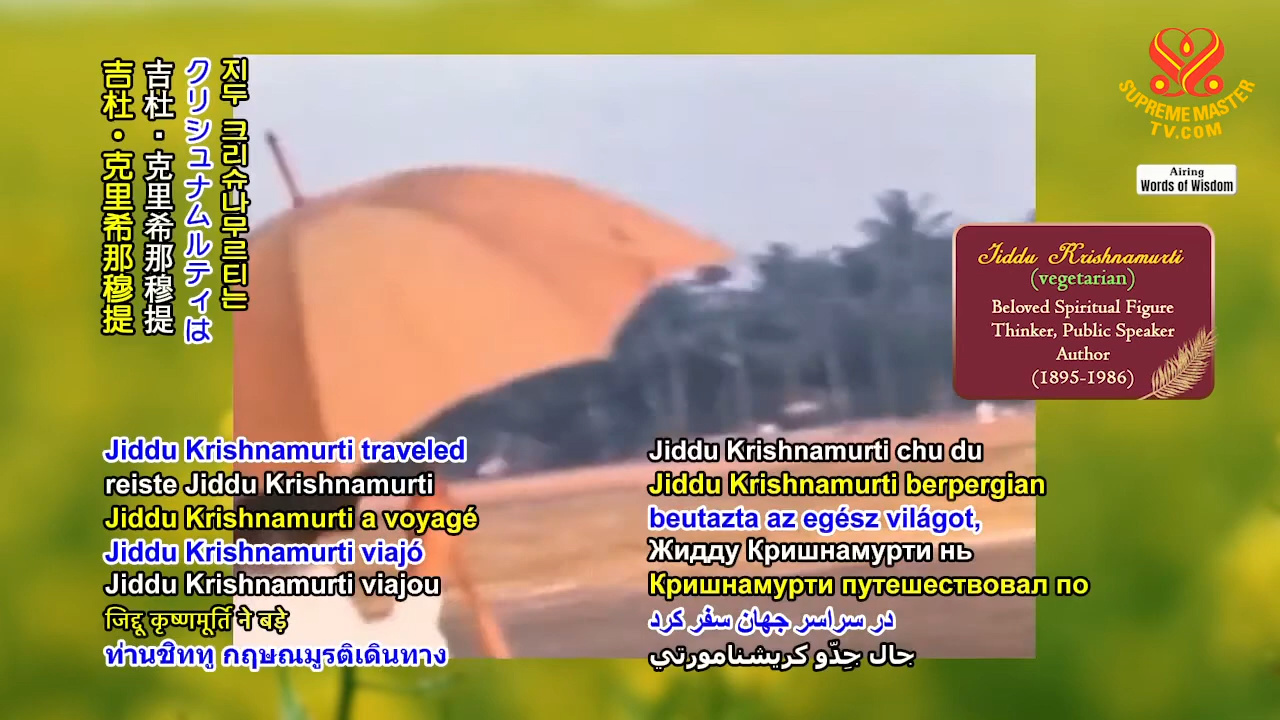 吉杜・克里希那穆提
吉杜・克里希那穆提
クリシュナムルティは
지두 크리슈나무르티는
SUPREME MASTER
TV.COM
Airing
Words of Wisdom
Jiddu Krishnamurti
(vegetarian)
Beloved Spiritual Figure
Thinker, Public Speaker
Author
(1895-1986)
Jiddu Krishnamurti traveled
reiste Jiddu Krishnamurti
Jiddu Krishnamurti a voyagé
Jiddu Krishnamurti viajó
Jiddu Krishnamurti viajou
जिद्दू कृष्णमूर्ति ने बड़े
ท่านชิททู กฤษณมูรติเดินทาง
Jiddu Krishnamurti chu du
Jiddu Krishnamurti berpergian
beutazta az egész világot,
Жидду Кришнамурти нь
Кришнамурти путешествовал по
در سراسر جهان سفر کرد
جال جِدّو كريشنامورتي